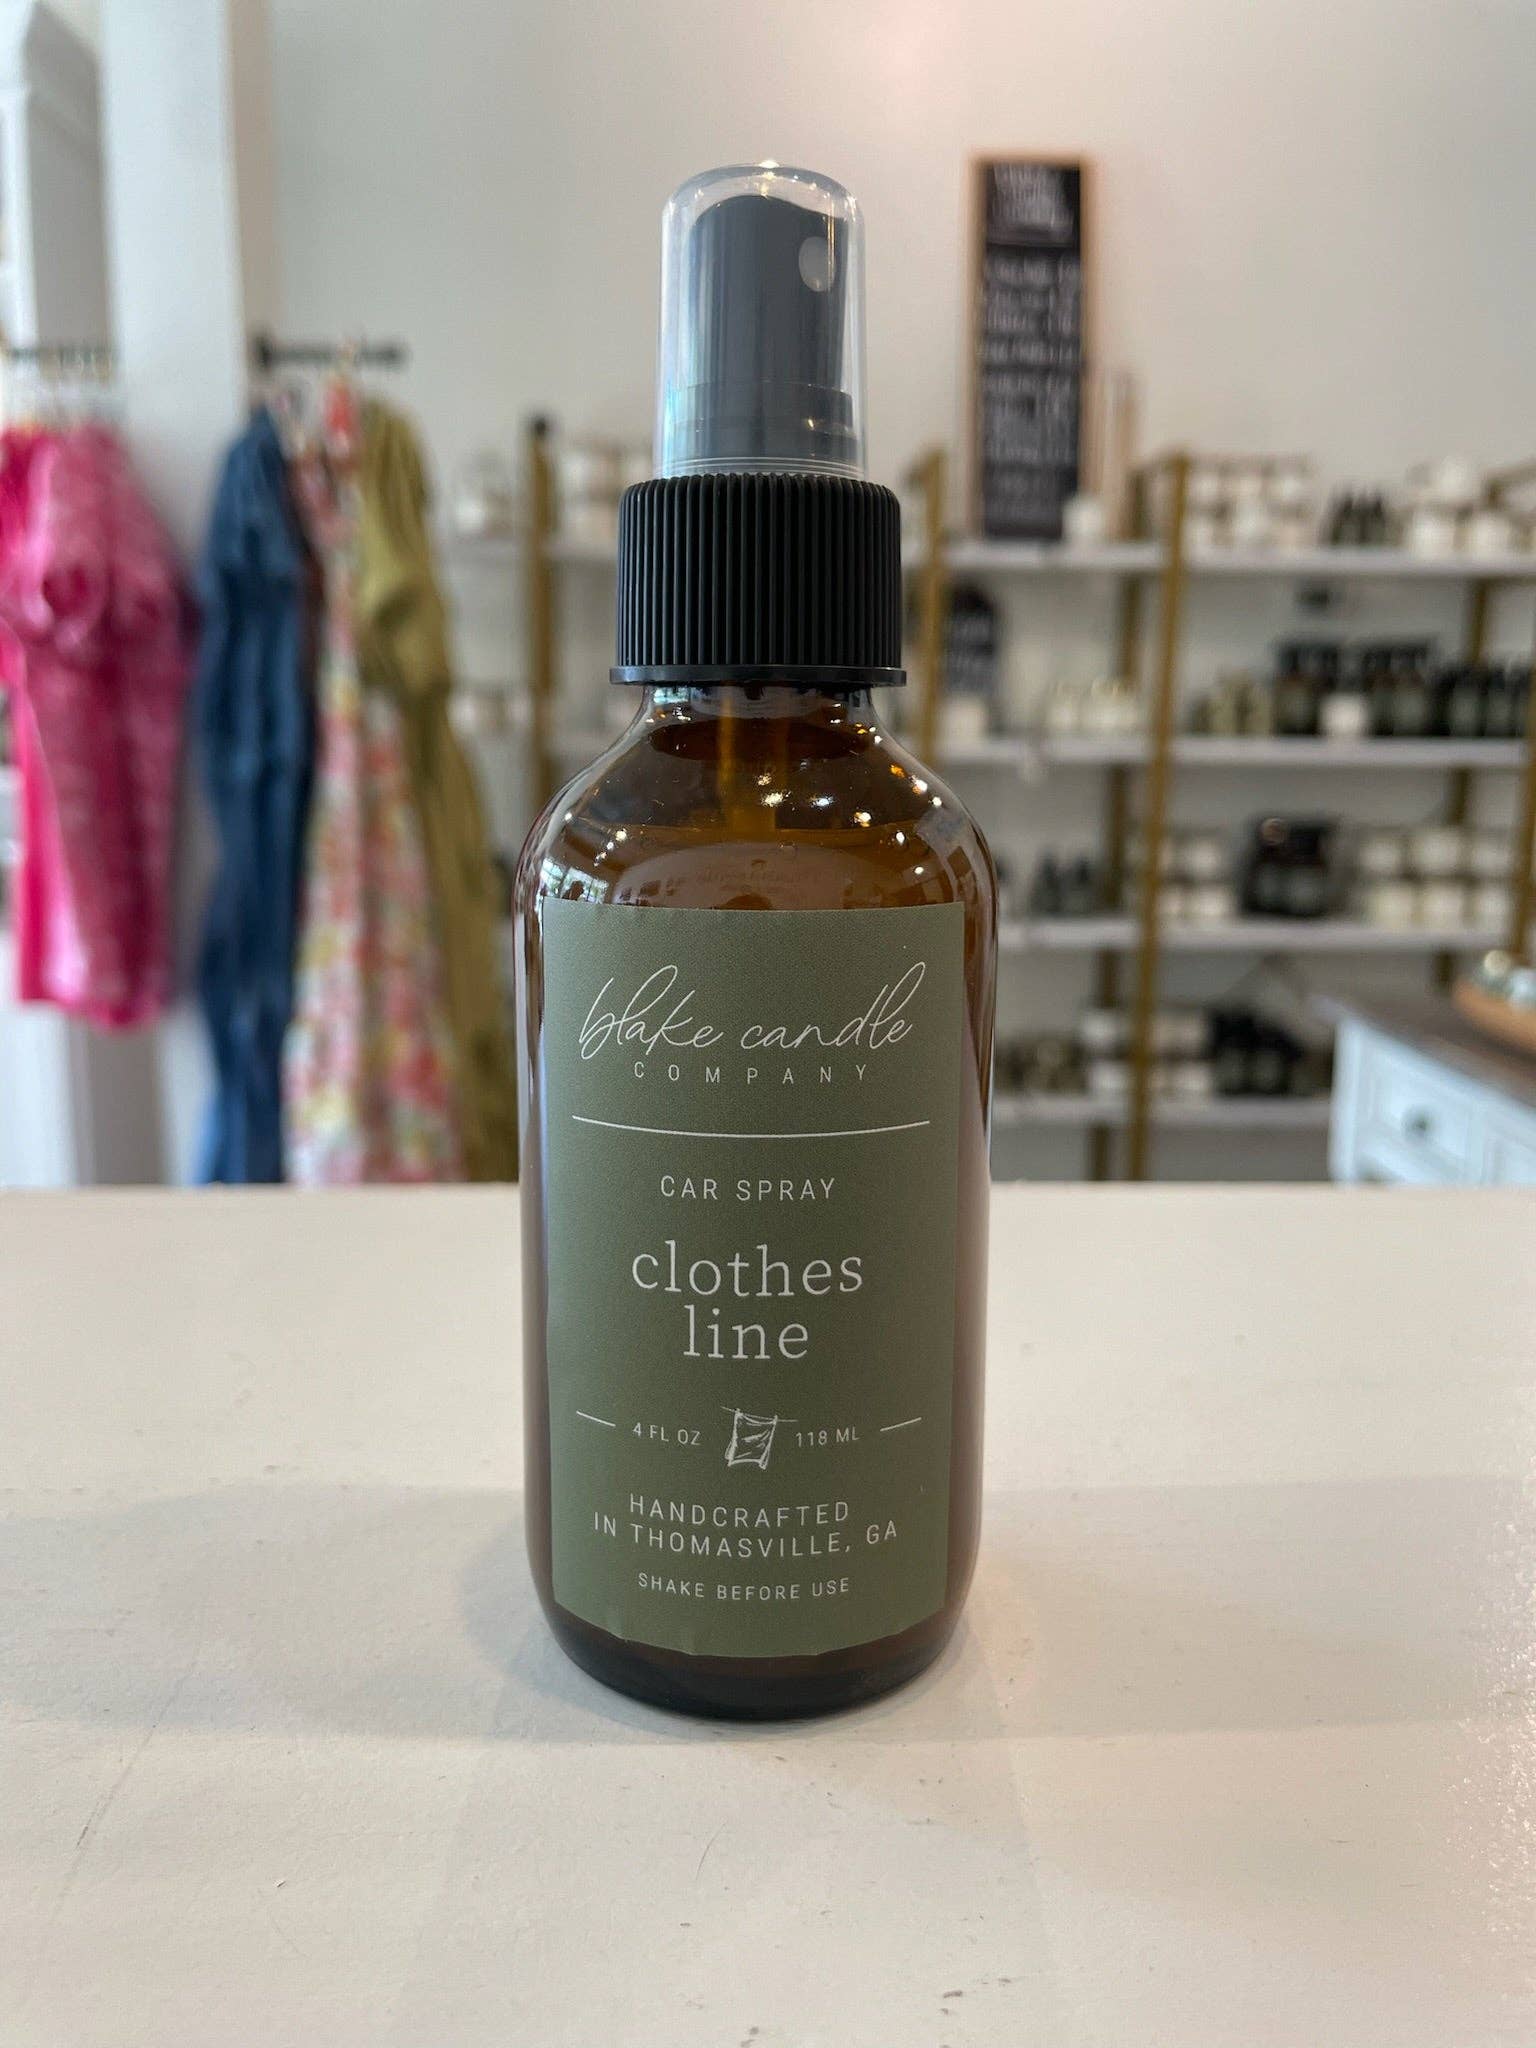 blake candle
COMPANY
CAR SPRAY
clothes
line
4 FL OZ 118 ML
HANDCRAFTED
IN THOMASVILLE, GA
SHAKE BEFORE USE